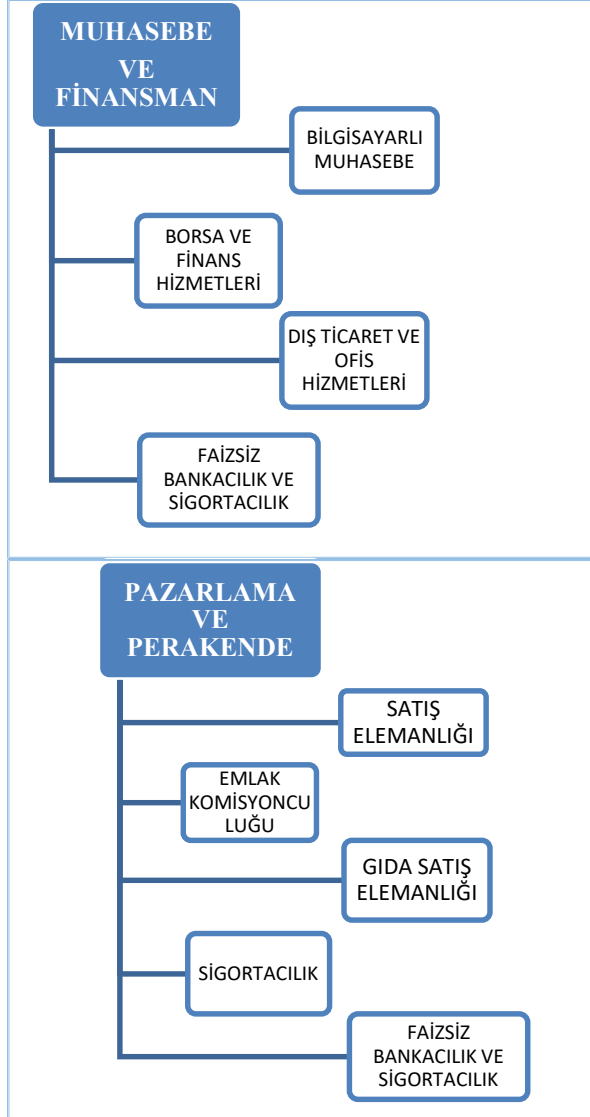 MUHASEBE
VE
FİNANSMAN
BİLGİSAYARLI
MUHASEBE
BORSA VE
FİNANS
HİZMETLERİ
DIŞ TİCARET VE
OFİS
HİZMETLERİ
FAİZSİZ
BANKACILIK VE
SİGORTACILIK
PAZARLAMA
VE
PERAKENDE
SATIŞ
ELEMANLIĞI
EMLAK
KOMİSYONCU
LUĞU
GIDA SATIŞ
ELEMANLIĞI
SİGORTACILIK
FAİZSİZ
BANKACILIK VE
SİGORTACILIK